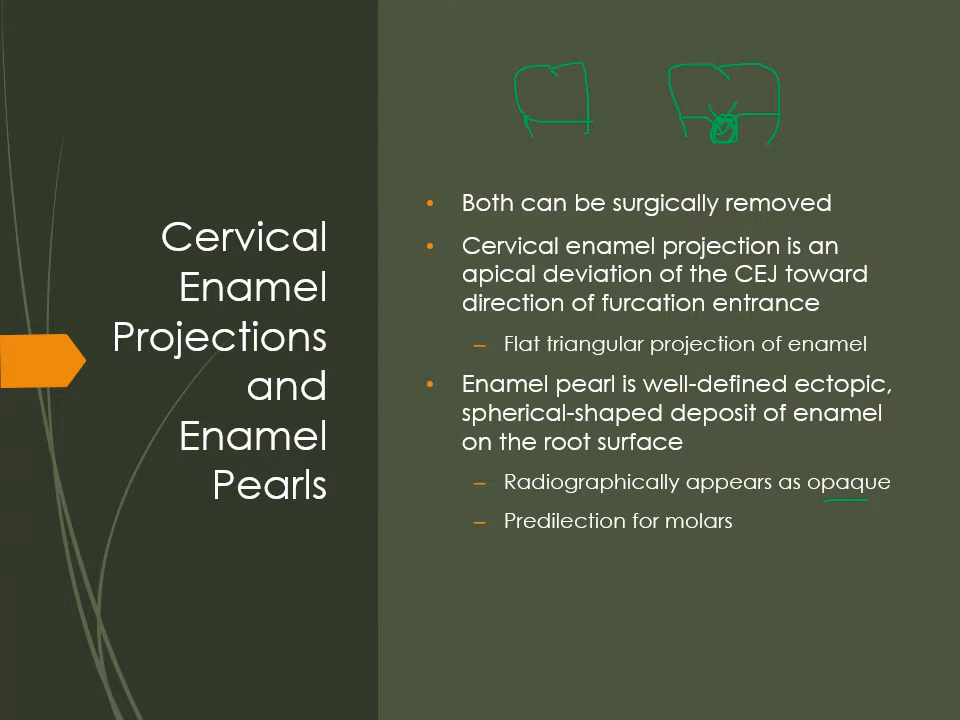 Cervical
Enamel
Projections
and
Enamel
Pearls
• Both can be surgically removed
• Cervical enamel projection is an
apical deviation of the CEJ toward
direction of furcation entrance
– Flat triangular projection of enamel
• Enamel pearl is well-defined ectopic,
spherical-shaped deposit of enamel
on the root surface
– Radiographically appears as opaque
– Predilection for molars